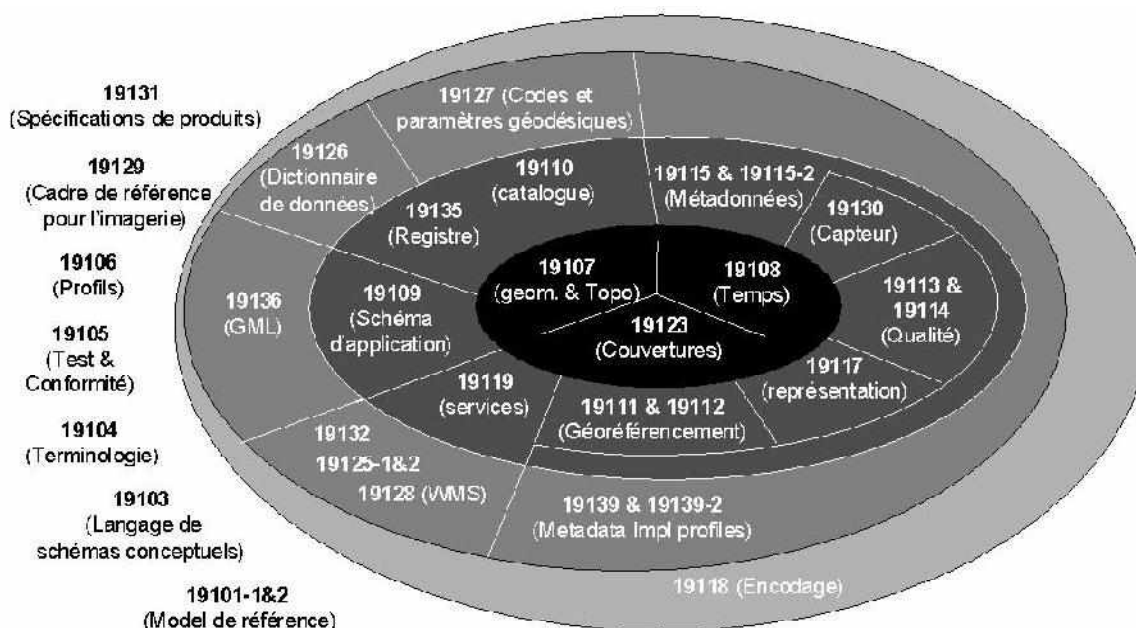 19131
(Spécifications de produits)
19129
(Cadre de référence
pour l'imagerie)
19106
(Profils)
19105
(Test &
Conformité)
19104
(Terminologie)
19103
(Langage de
schémas conceptuels)
19101-1&2
(Model de référence)
19127 (Codes et
paramètres géodésiques)
19126
(Dictionnaire
de données)
19110
(catalogue)
19135
(Registre)
19115 & 19115-2
(Métadonnées)
19130
(Capteur)
19107
(geom. & Topo)
19108
(Temps)
19123
(Couvertures)
19113 &
19114
(Qualité)
19136
(GML)
19109
(Schéma
d'application)
19119
(services)
19111 & 19112
(Géoréférencement)
19117
(représentation)
19132
19125-1&2
19128 (WMS)
19139 & 19139-2
(Metadata Impl profiles)
19118 (Encodage)